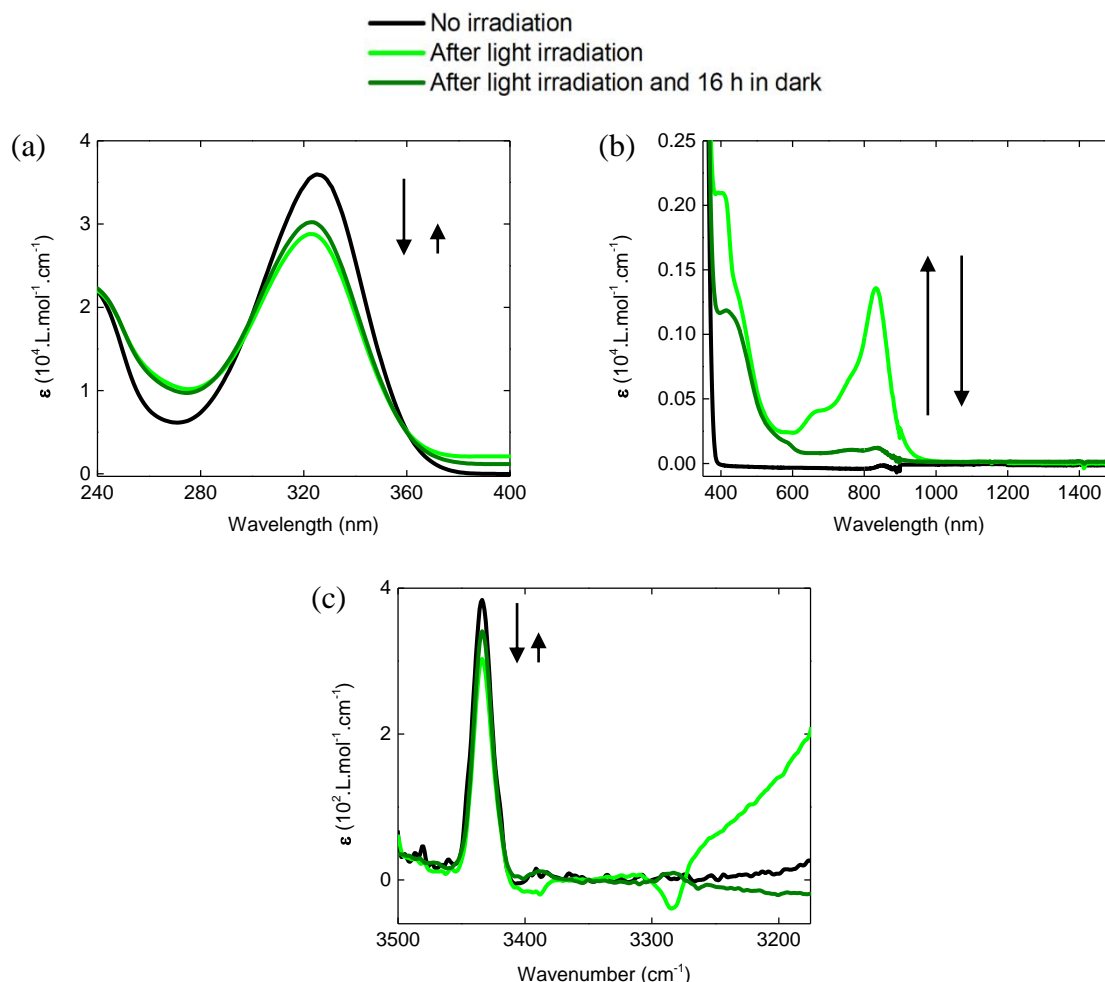 No irradiation
After light irradiation
After light irradiation and 16 h in dark
(a)
4
3
2
1
0
ε (10⁴.L.mol⁻¹.cm⁻¹)
240 280 320 360 400
Wavelength (nm)
(b)
0.25
0.20
0.15
0.10
0.05
0.00
ε (10⁴.L.mol⁻¹.cm⁻¹)
400 600 800 1000 1200 1400
Wavelength (nm)
(c)
4
2
0
ε (10².L.mol⁻¹.cm⁻¹)
3500 3400 3300 3200
Wavenumber (cm⁻¹)